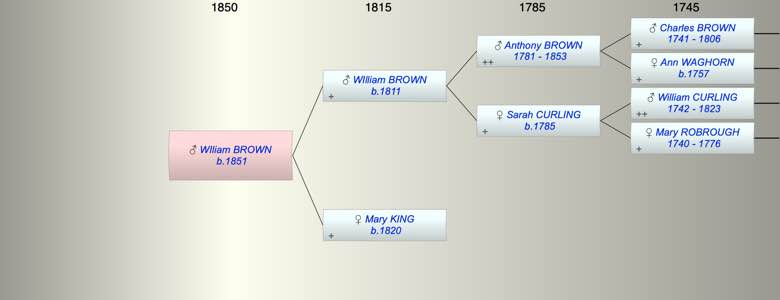 1850
1815
1785
1745
♂ WIliam BROWN
b.1851
♂ WIlliam BROWN
b.1811
+
♀ Mary KING
b.1820
+
♂ Anthony BROWN
1781 - 1853
++
♀ Sarah CURLING
b.1785
+
♂ Charles BROWN
1741 - 1806
+
♀ Ann WAGHORN
b.1757
+
♂ William CURLING
1742 - 1823
++
♀ Mary ROBROUGH
1740 - 1776
+